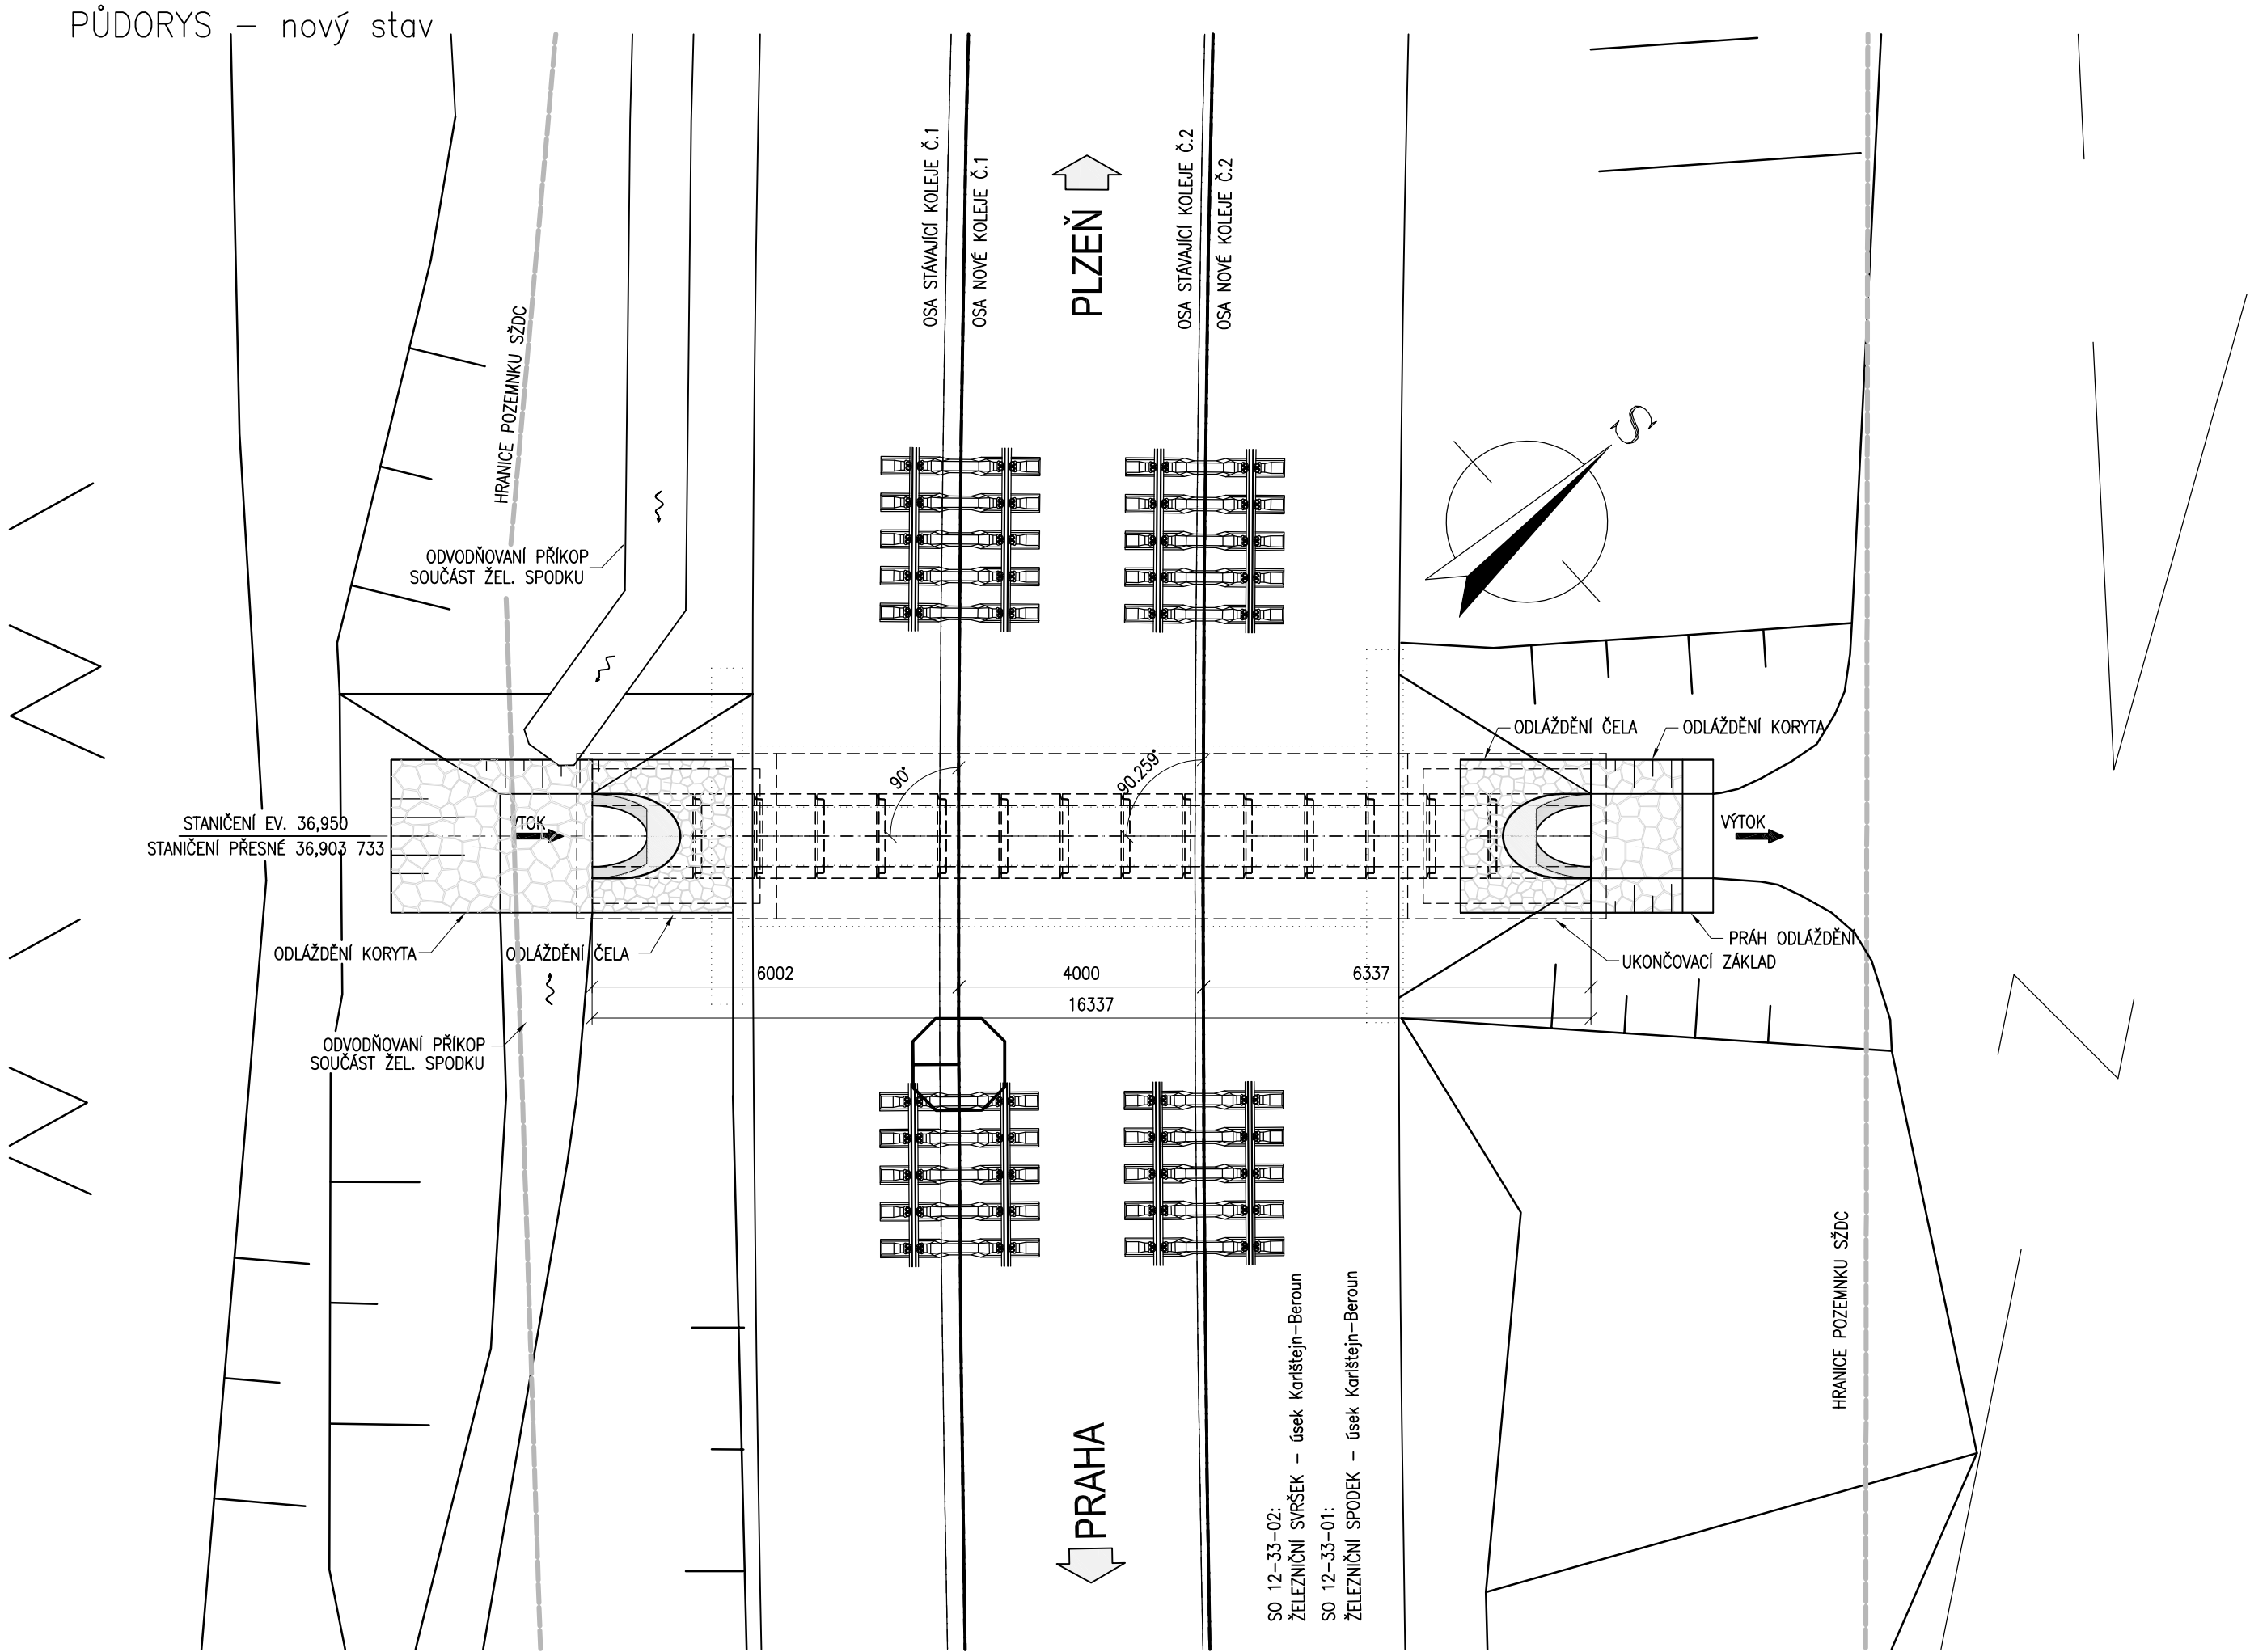 PŮDORYS – nový stav
OSA STÁVAJÍCÍ KOLEJE Č.1
OSA NOVÉ KOLEJE Č.1
PLZEŇ
OSA STÁVAJÍCÍ KOLEJE Č.2
OSA NOVÉ KOLEJE Č.2
HRANICE POZEMNKU SŽDC
S
ODVODŇOVANÍ PŘÍKOP
SOUČÁST ŽEL. SPODKU
ODLÁŽDĚNÍ ČELA
ODLÁŽDĚNÍ KORYTA
90°
90.259°
STANIČENÍ EV. 36,950
STANIČENÍ PŘESNÉ 36,903 733
VTOK
VÝTOK
ODLÁŽDĚNÍ KORYTA
ODLÁŽDĚNÍ ČELA
PRÁH ODLÁŽDĚNÍ
UKONČOVACÍ ZÁKLAD
6002
4000
6337
16337
ODVODŇOVANÍ PŘÍKOP
SOUČÁST ŽEL. SPODKU
HRANICE POZEMNKU SŽDC
PRAHA
SO 12-33-02:
ŽELEZNIČNÍ SVRŠEK – úsek Karlštejn-Beroun
SO 12-33-01:
ŽELEZNIČNÍ SPODEK – úsek Karlštejn-Beroun